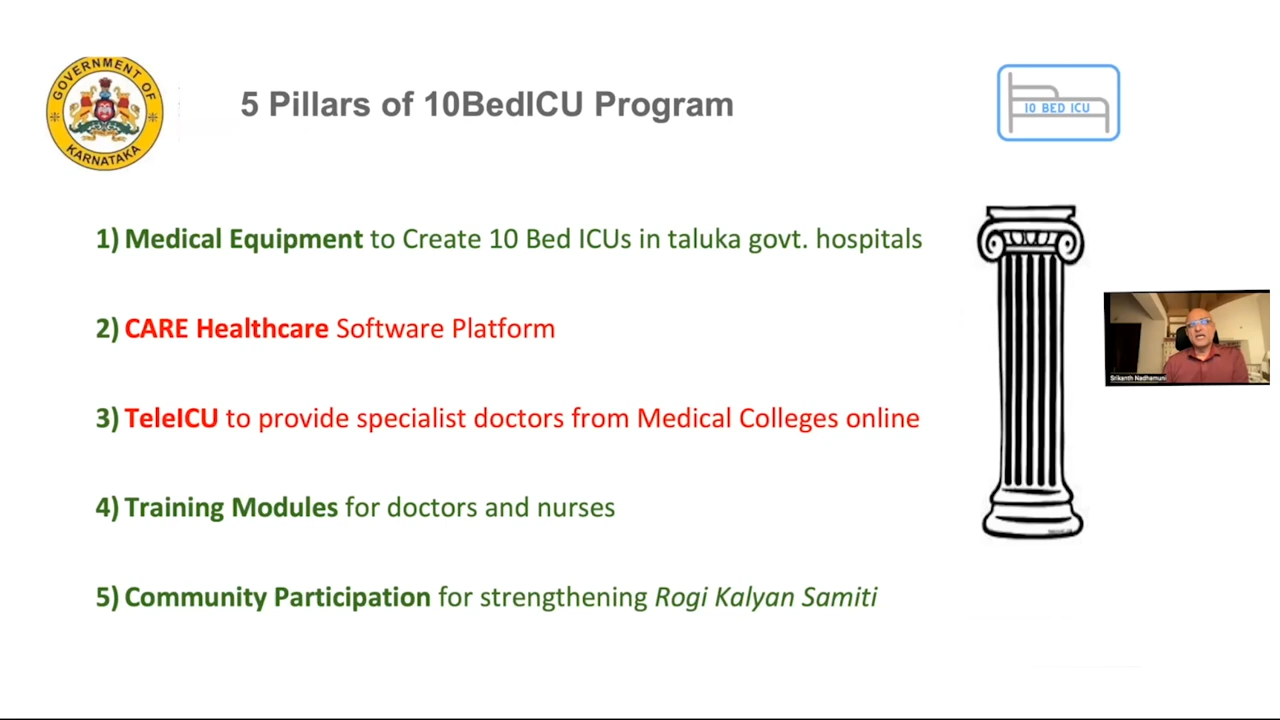 GOVERNMENT OF
KARNATAKA
5 Pillars of 10BedICU Program
10 BED ICU
1) Medical Equipment to Create 10 Bed ICUs in taluka govt. hospitals
2) CARE Healthcare Software Platform
3) TeleICU to provide specialist doctors from Medical Colleges online
4) Training Modules for doctors and nurses
5) Community Participation for strengthening Rogi Kalyan Samiti
Srikanth Nadhamuni